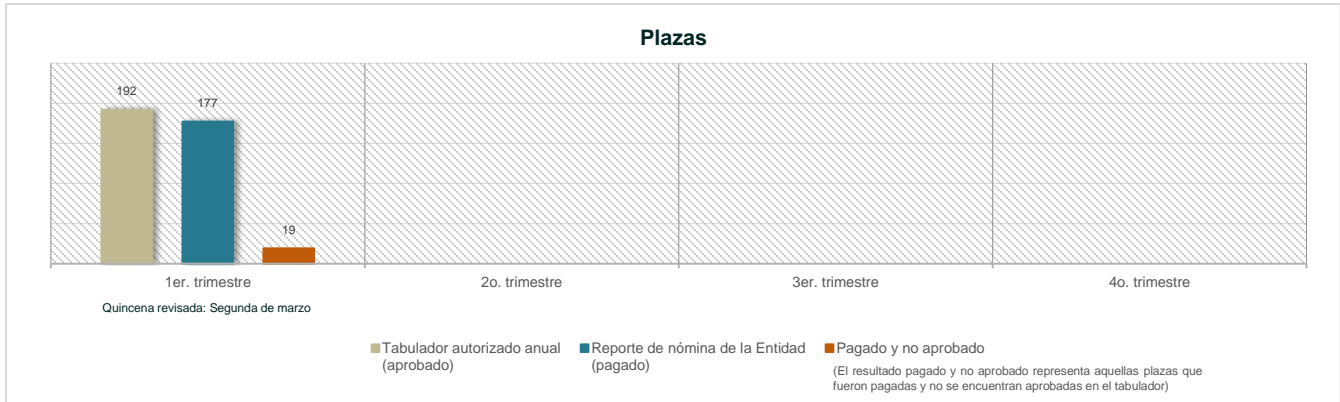 Plazas
192
177
19
1er. trimestre
2o. trimestre
3er. trimestre
4o. trimestre
Quincena revisada: Segunda de marzo
Tabulador autorizado anual
(aprobado)
Reporte de nómina de la Entidad
(pagado)
Pagado y no aprobado
(El resultado pagado y no aprobado representa aquellas plazas que
fueron pagadas y no se encuentran aprobadas en el tabulador)